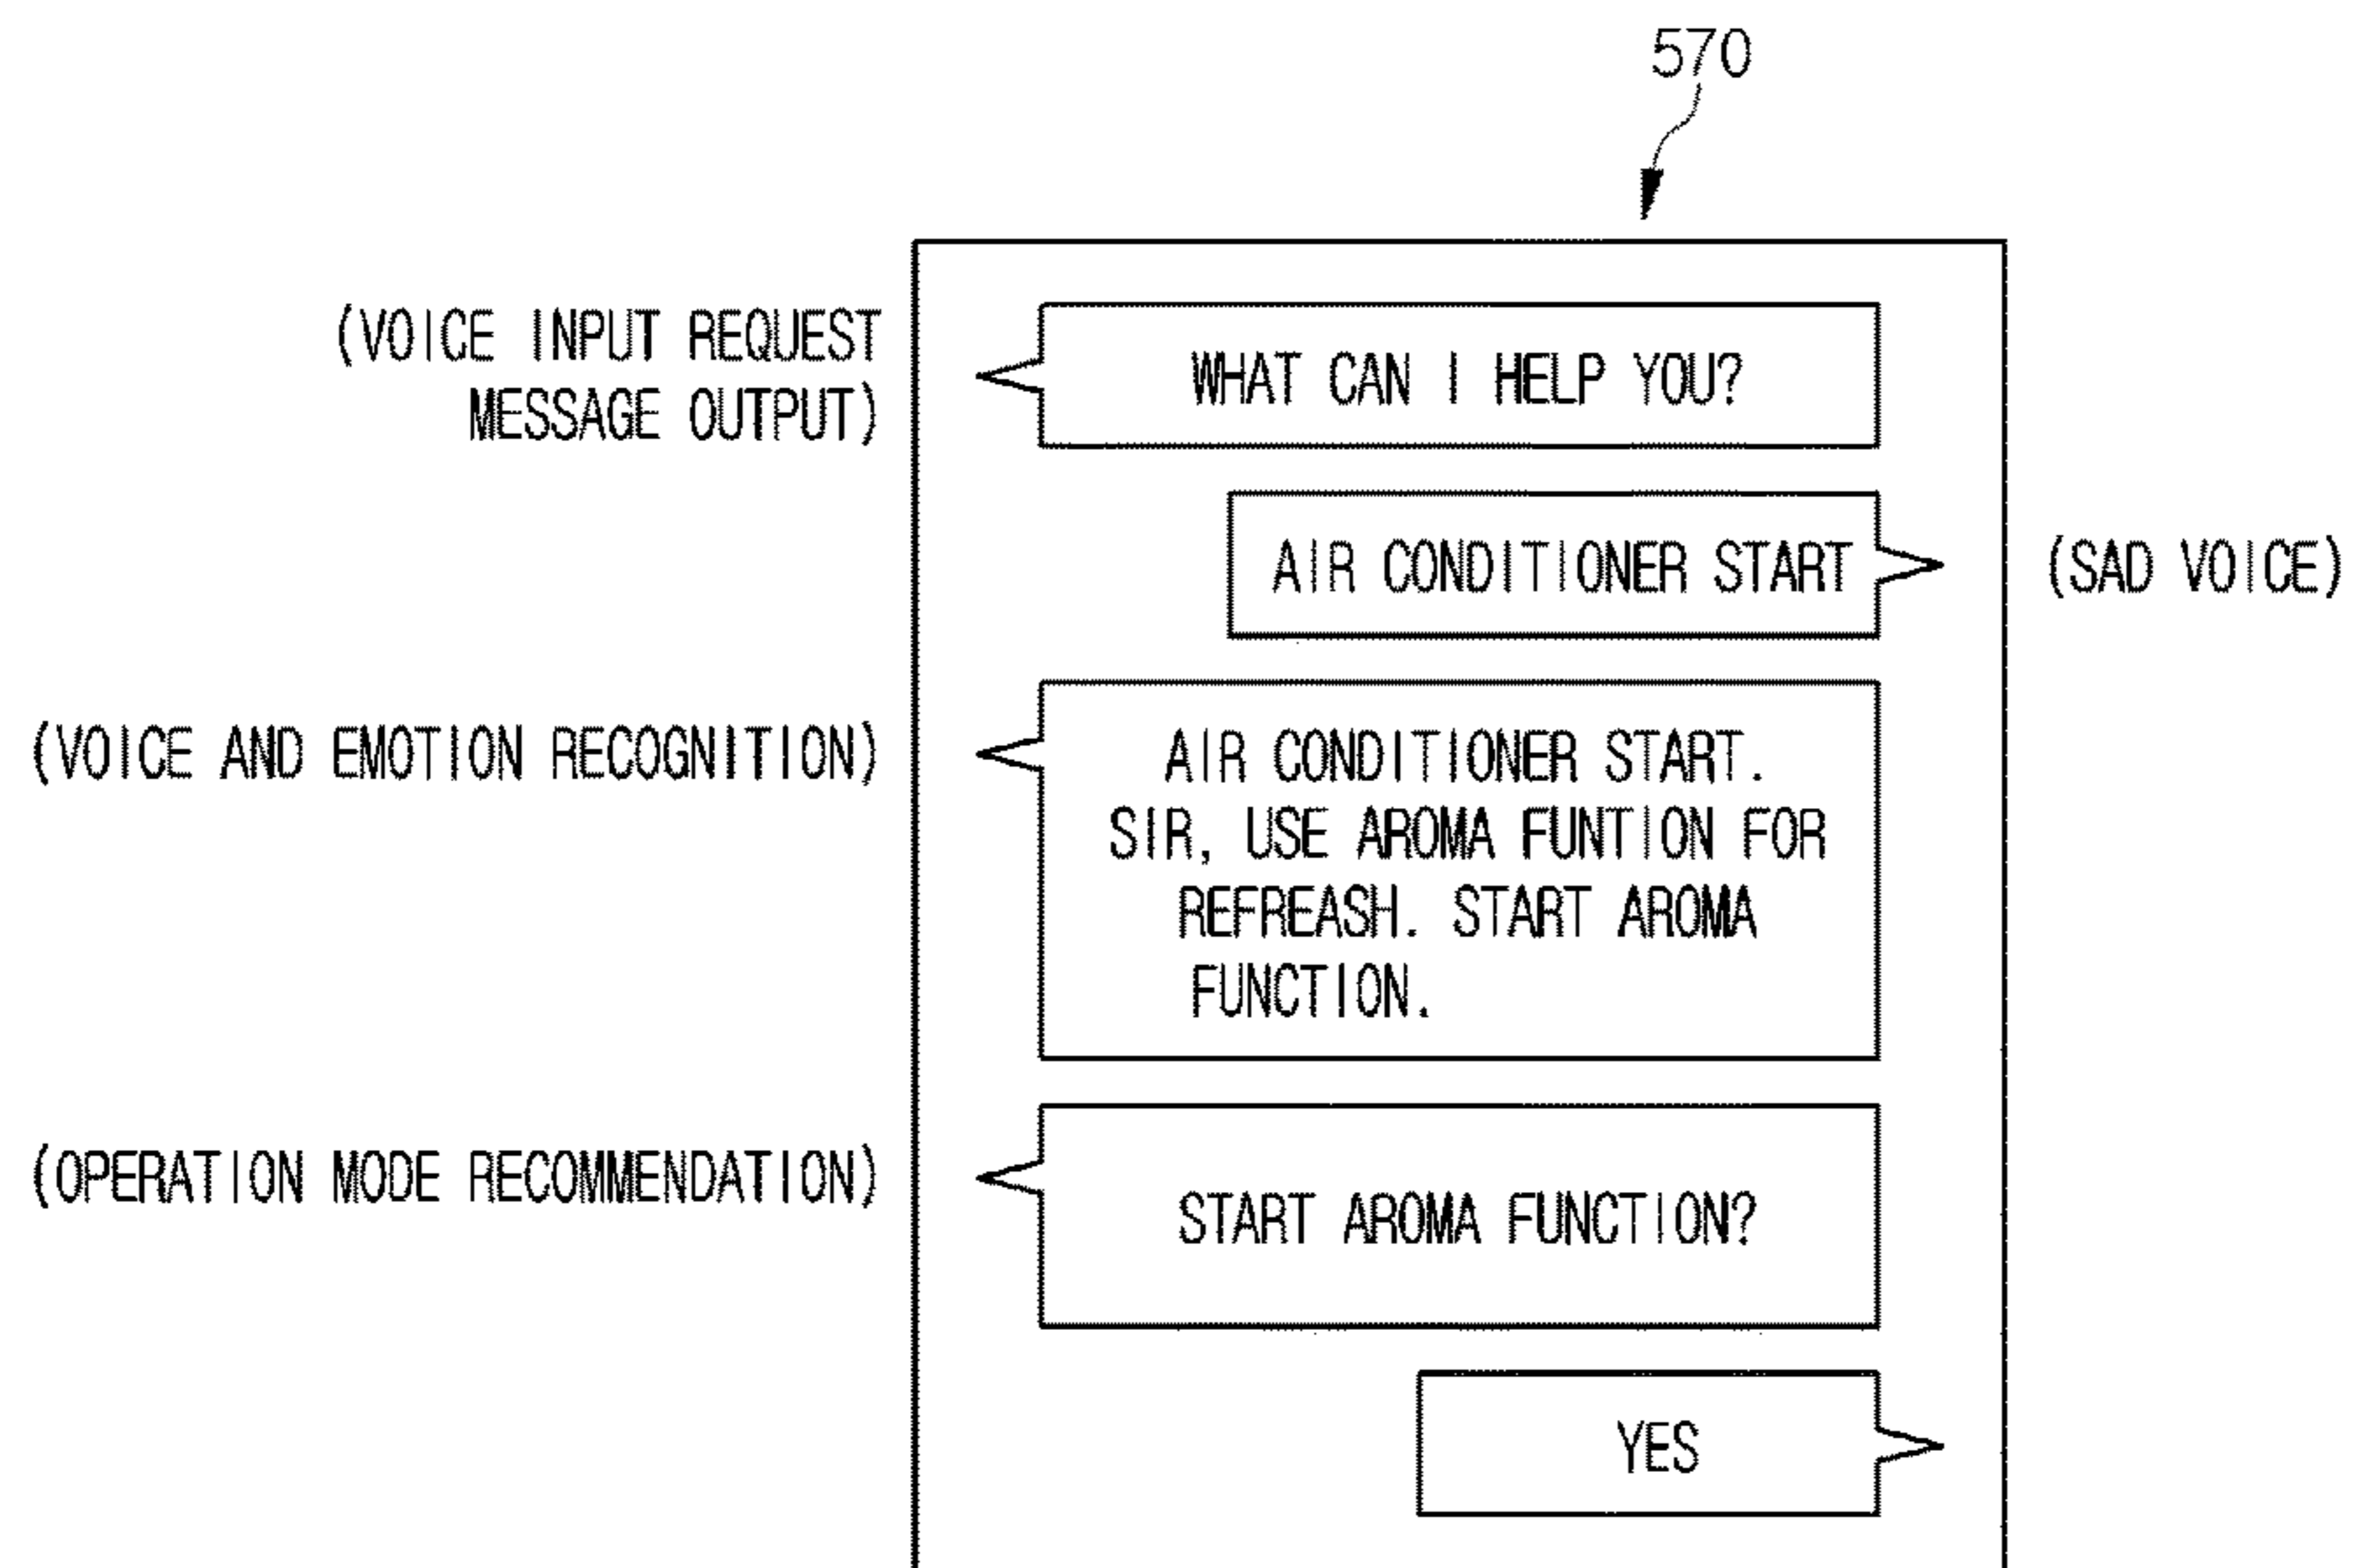 570
(VOICE INPUT REQUEST
MESSAGE OUTPUT)
WHAT CAN I HELP YOU?
AIR CONDITIONER START
(SAD VOICE)
(VOICE AND EMOTION RECOGNITION)
AIR CONDITIONER START.
SIR, USE AROMA FUNTION FOR
REFREASH. START AROMA
FUNCTION.
(OPERATION MODE RECOMMENDATION)
START AROMA FUNCTION?
YES